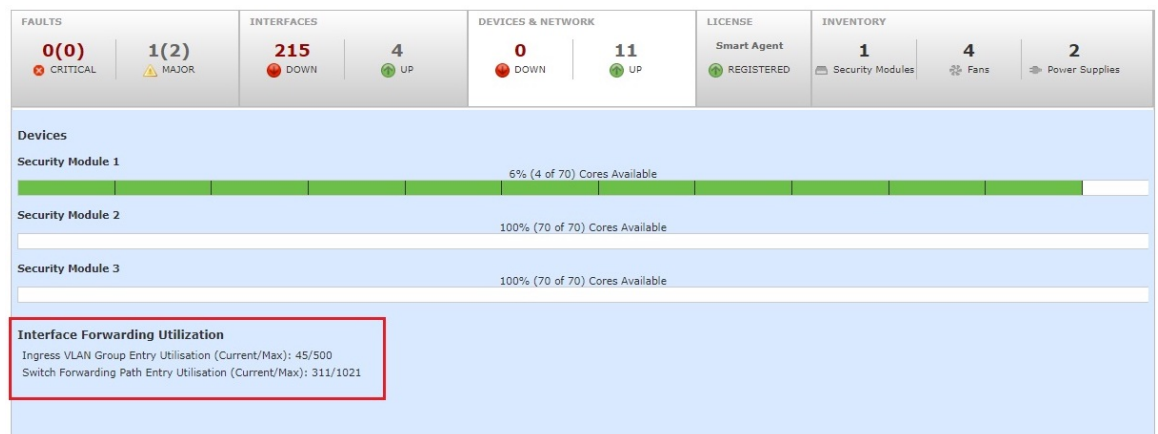 FAULTS INTERFACES DEVICES & NETWORK LICENSE INVENTORY
0(0) 1(2) 215 4 0 11 Smart Agent 1 4 2
CRITICAL MAJOR DOWN UP DOWN UP REGISTERED Security Modules Fans Power Supplies
Devices
Security Module 1
6% (4 of 70) Cores Available
Security Module 2
100% (70 of 70) Cores Available
Security Module 3
100% (70 of 70) Cores Available
Interface Forwarding Utilization
Ingress VLAN Group Entry Utilisation (Current/Max): 45/500
Switch Forwarding Path Entry Utilisation (Current/Max): 311/1021